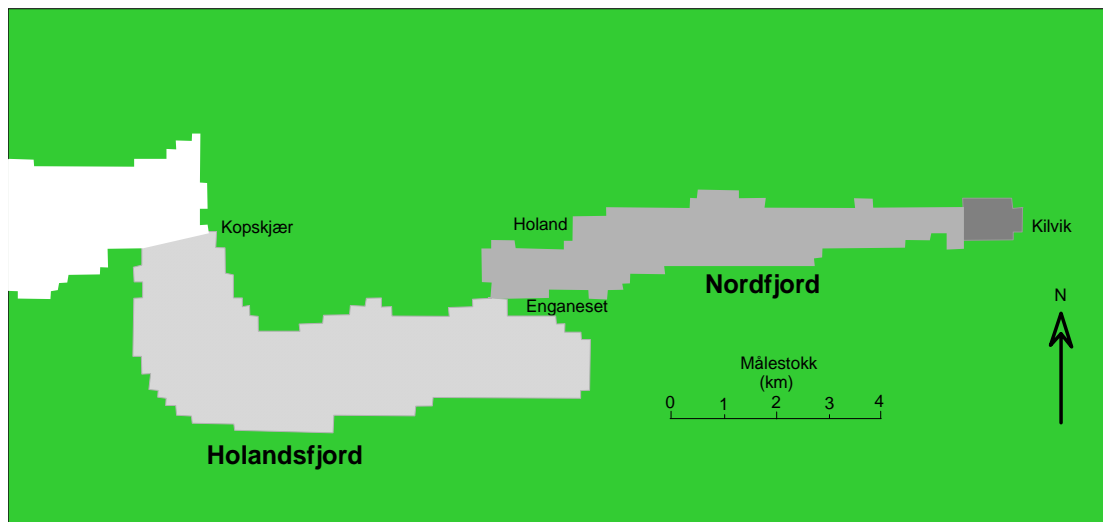 Kopskjær
Holand
Kilvik
Nordfjord
Enganeset
N
Målestokk
(km)
0 1 2 3 4
Holandsfjord